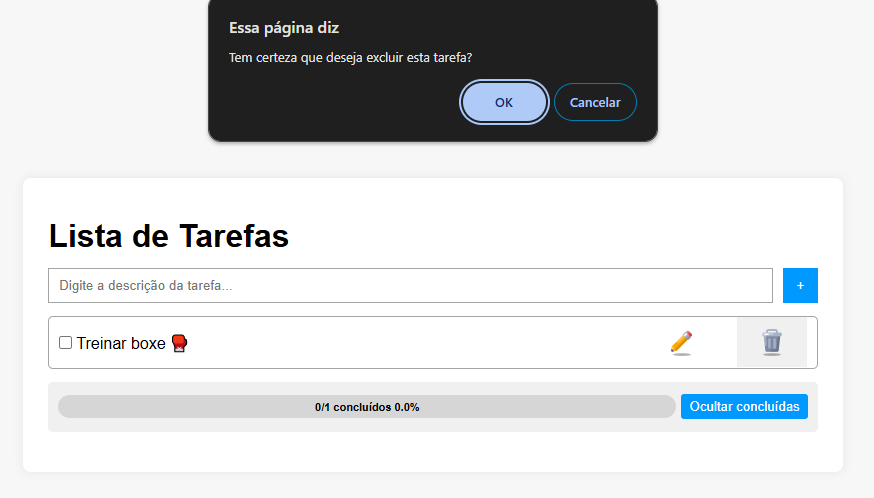 Essa página diz
Tem certeza que deseja excluir esta tarefa?
OK Cancelar
Lista de Tarefas
Digite a descrição da tarefa... +
Treinar boxe 🥊
0/1 concluídos 0.0% Ocultar concluídas